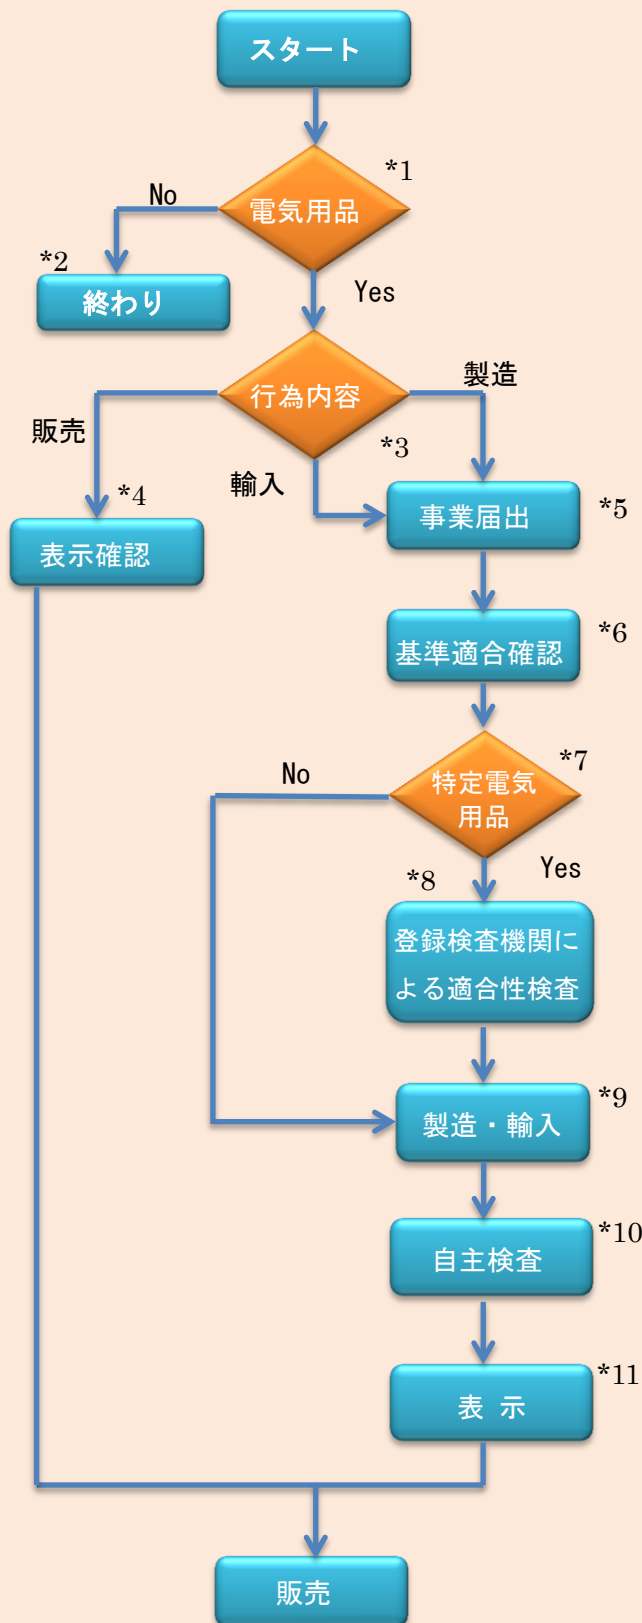 スタート
*1
No
電気用品
*2
Yes
終わり
製造
行為内容
販売
*3
輸入
*4
*5
事業届出
表示確認
*6
基準適合確認
*7
No
特定電気
用品
Yes
*8
登録検査機関に
よる適合性検査
*9
製造・輸入
*10
自主検査
*11
表 示
販売